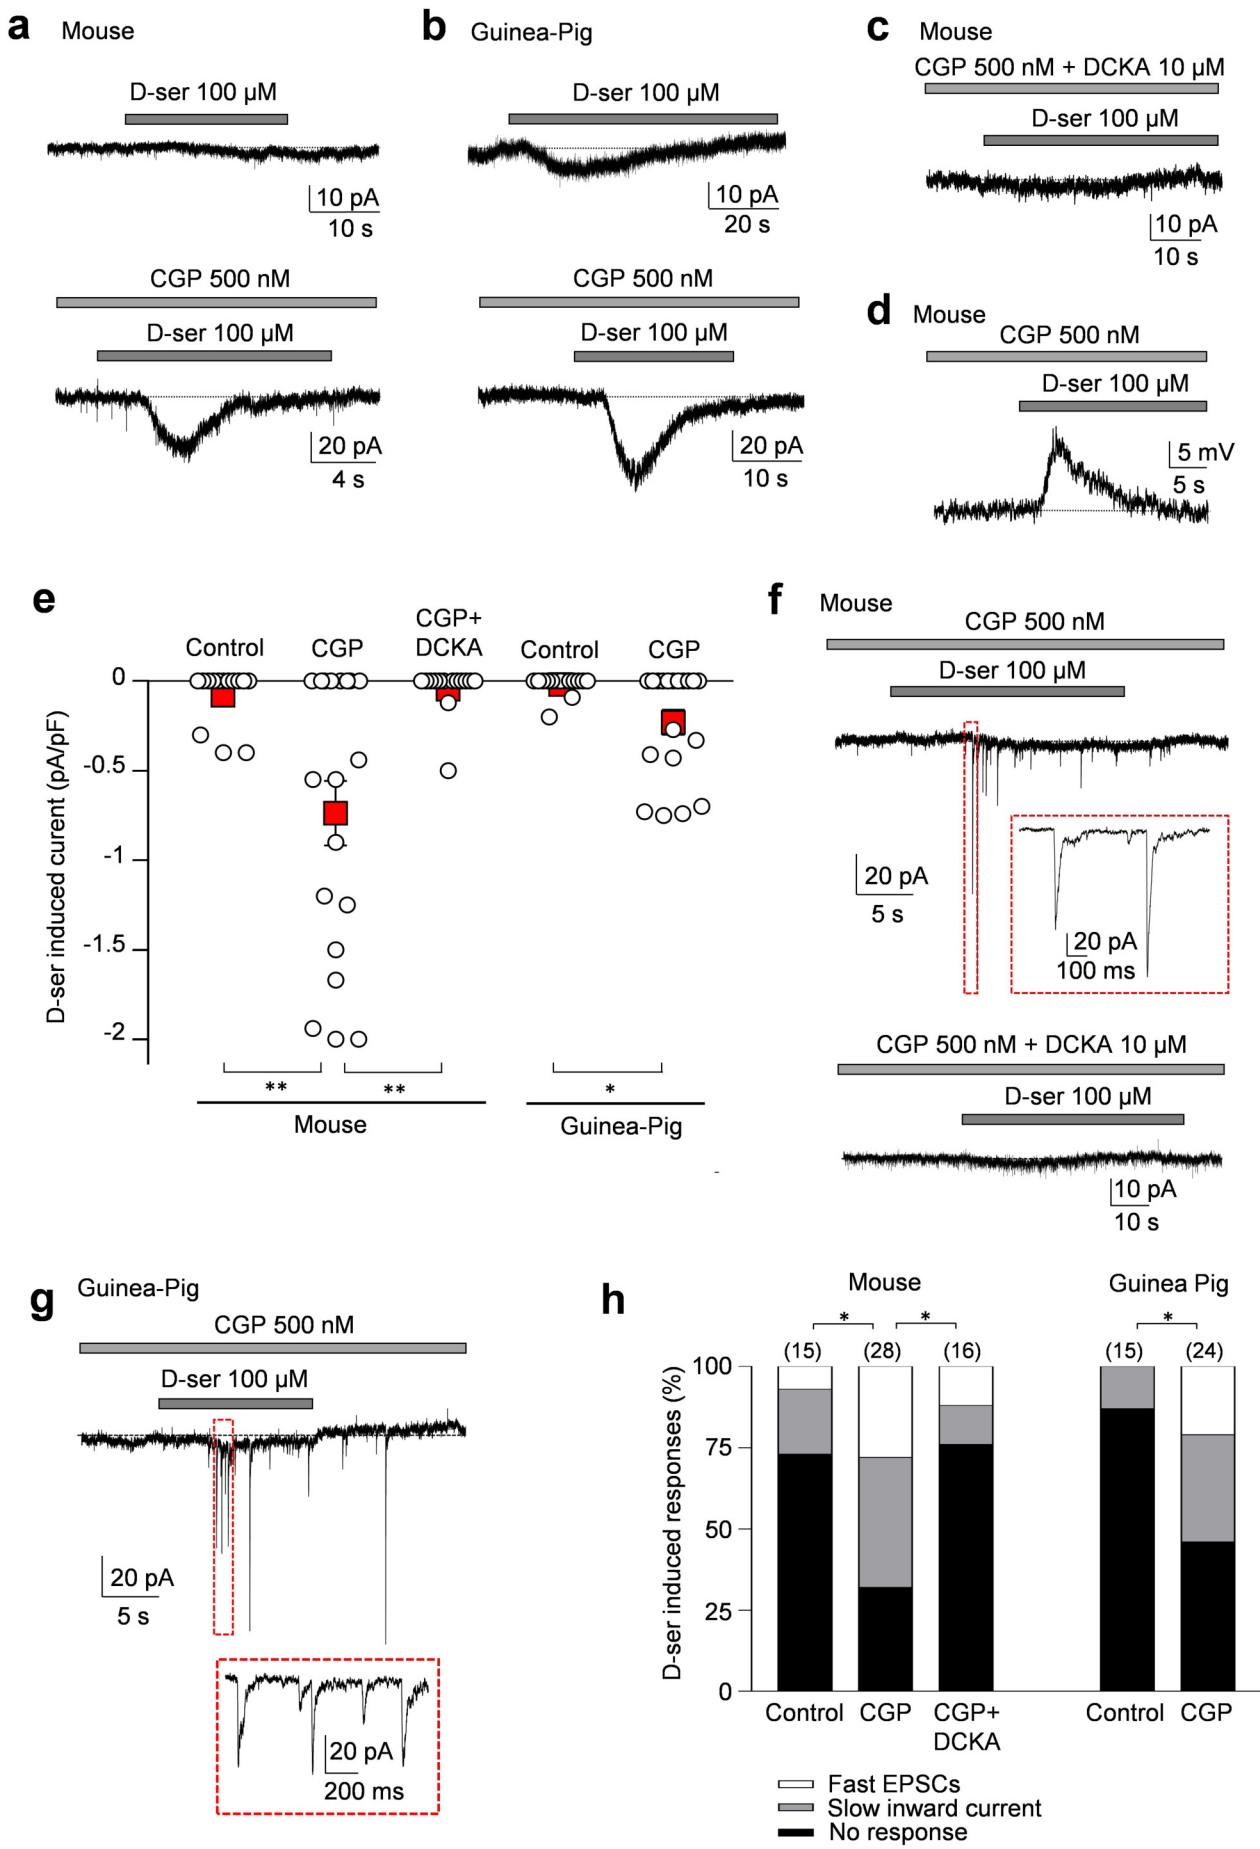 a Mouse
D-ser 100 µM
10 pA
10 s
CGP 500 nM
D-ser 100 µM
20 pA
4 s
b Guinea-Pig
D-ser 100 µM
10 pA
20 s
CGP 500 nM
D-ser 100 µM
20 pA
10 s
c Mouse
CGP 500 nM + DCKA 10 µM
D-ser 100 µM
10 pA
10 s
d Mouse
CGP 500 nM
D-ser 100 µM
5 mV
5 s
e
Control
CGP
CGP+
DCKA
Control
CGP
D-ser induced curent (pA/pF)
0
-0.5
-1
-1.5
-2
**
**
*
Mouse
Guinea-Pig
f Mouse
CGP 500 nM
D-ser 100 µM
20 pA
5 s
20 pA
100 ms
CGP 500 nM + DCKA 10 µM
D-ser 100 µM
10 pA
10 s
g Guinea-Pig
CGP 500 nM
D-ser 100 µM
20 pA
5 s
20 pA
200 ms
h
Mouse
Guinea Pig
*
*
*
(15)
(28)
(16)
(15)
(24)
D-ser induced responses (%)
100
75
50
25
0
Control
CGP
CGP+
DCKA
Control
CGP
Fast EPSCs
Slow inward current
No response